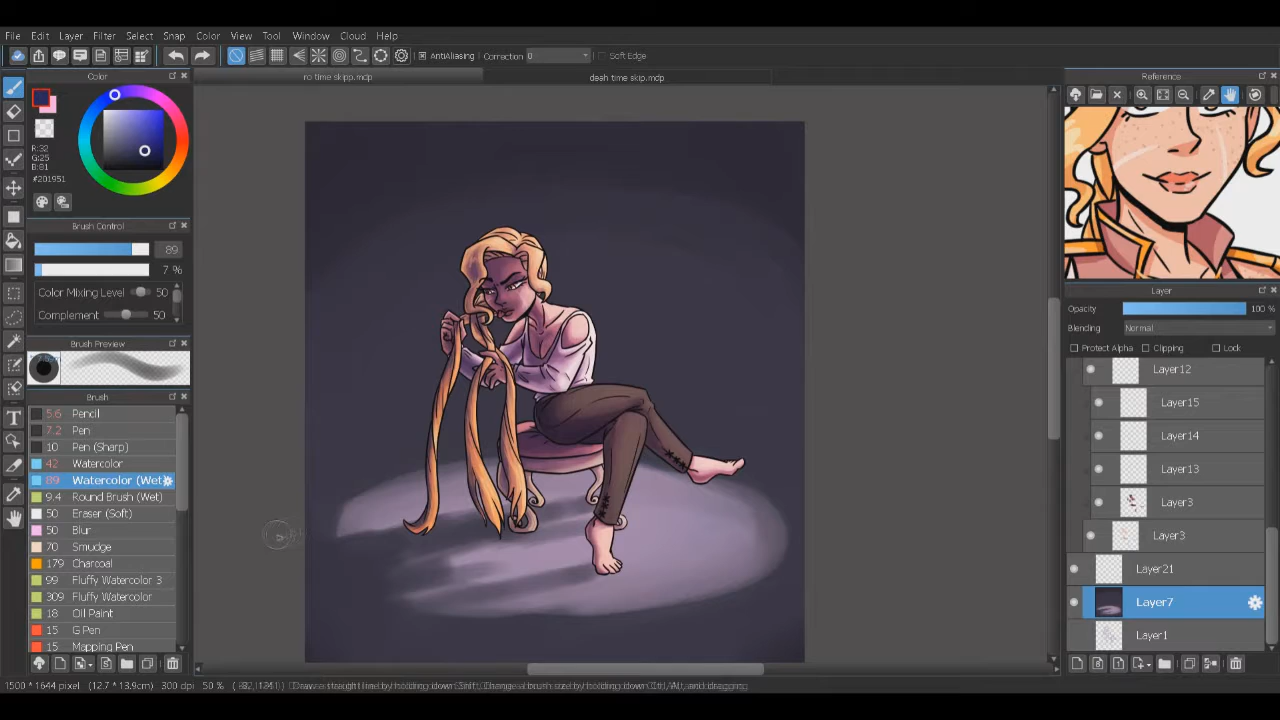 File Edit Layer Filter Select Snap Color View Tool Window Cloud Help
AntiAliasing Correction 0 Soft Edge
Color
ro time skipp.mdp
deah time skip.mdp
Reference
R:32
G:25
B:81
#201951
Brush Control
89
7 %
Color Mixing Level 50
Complement 50
Brush Preview
Brush
5.6 Pencil
7.2 Pen
10 Pen (Sharp)
42 Watercolor
89 Watercolor (Wet
9.4 Round Brush (Wet)
50 Eraser (Soft)
50 Blur
70 Smudge
179 Charcoal
99 Fluffy Watercolor 3
309 Fluffy Watercolor
18 Oil Paint
15 G Pen
15 Mapping Pen
Layer
Opacity 100 %
Blending Normal
Protect Alpha Clipping Lock
Layer12
Layer15
Layer14
Layer13
Layer3
Layer3
Layer21
Layer7
Layer1
1500 * 1644 pixel (12.7 * 13.9cm) 300 dpi 50 %